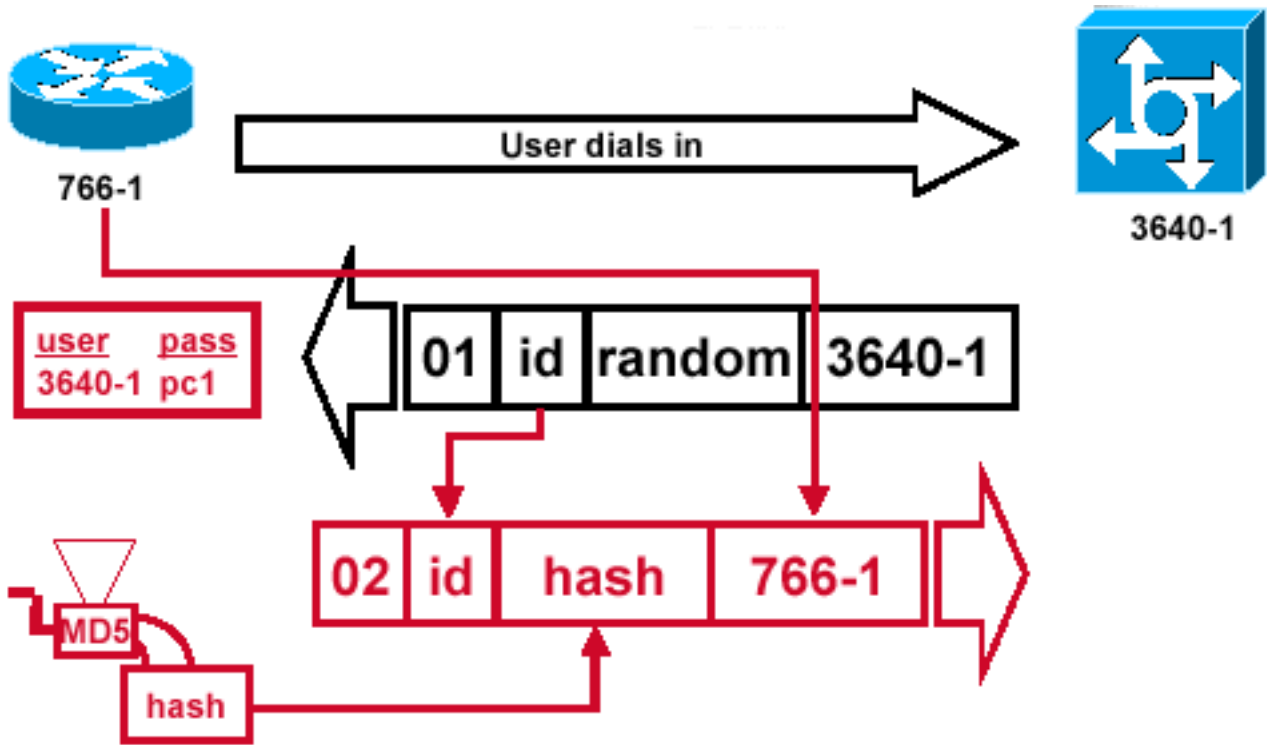 User dials in
766-1
3640-1
user pass
3640-1 pc1
01 id random 3640-1
02 id hash 766-1
MD5
hash